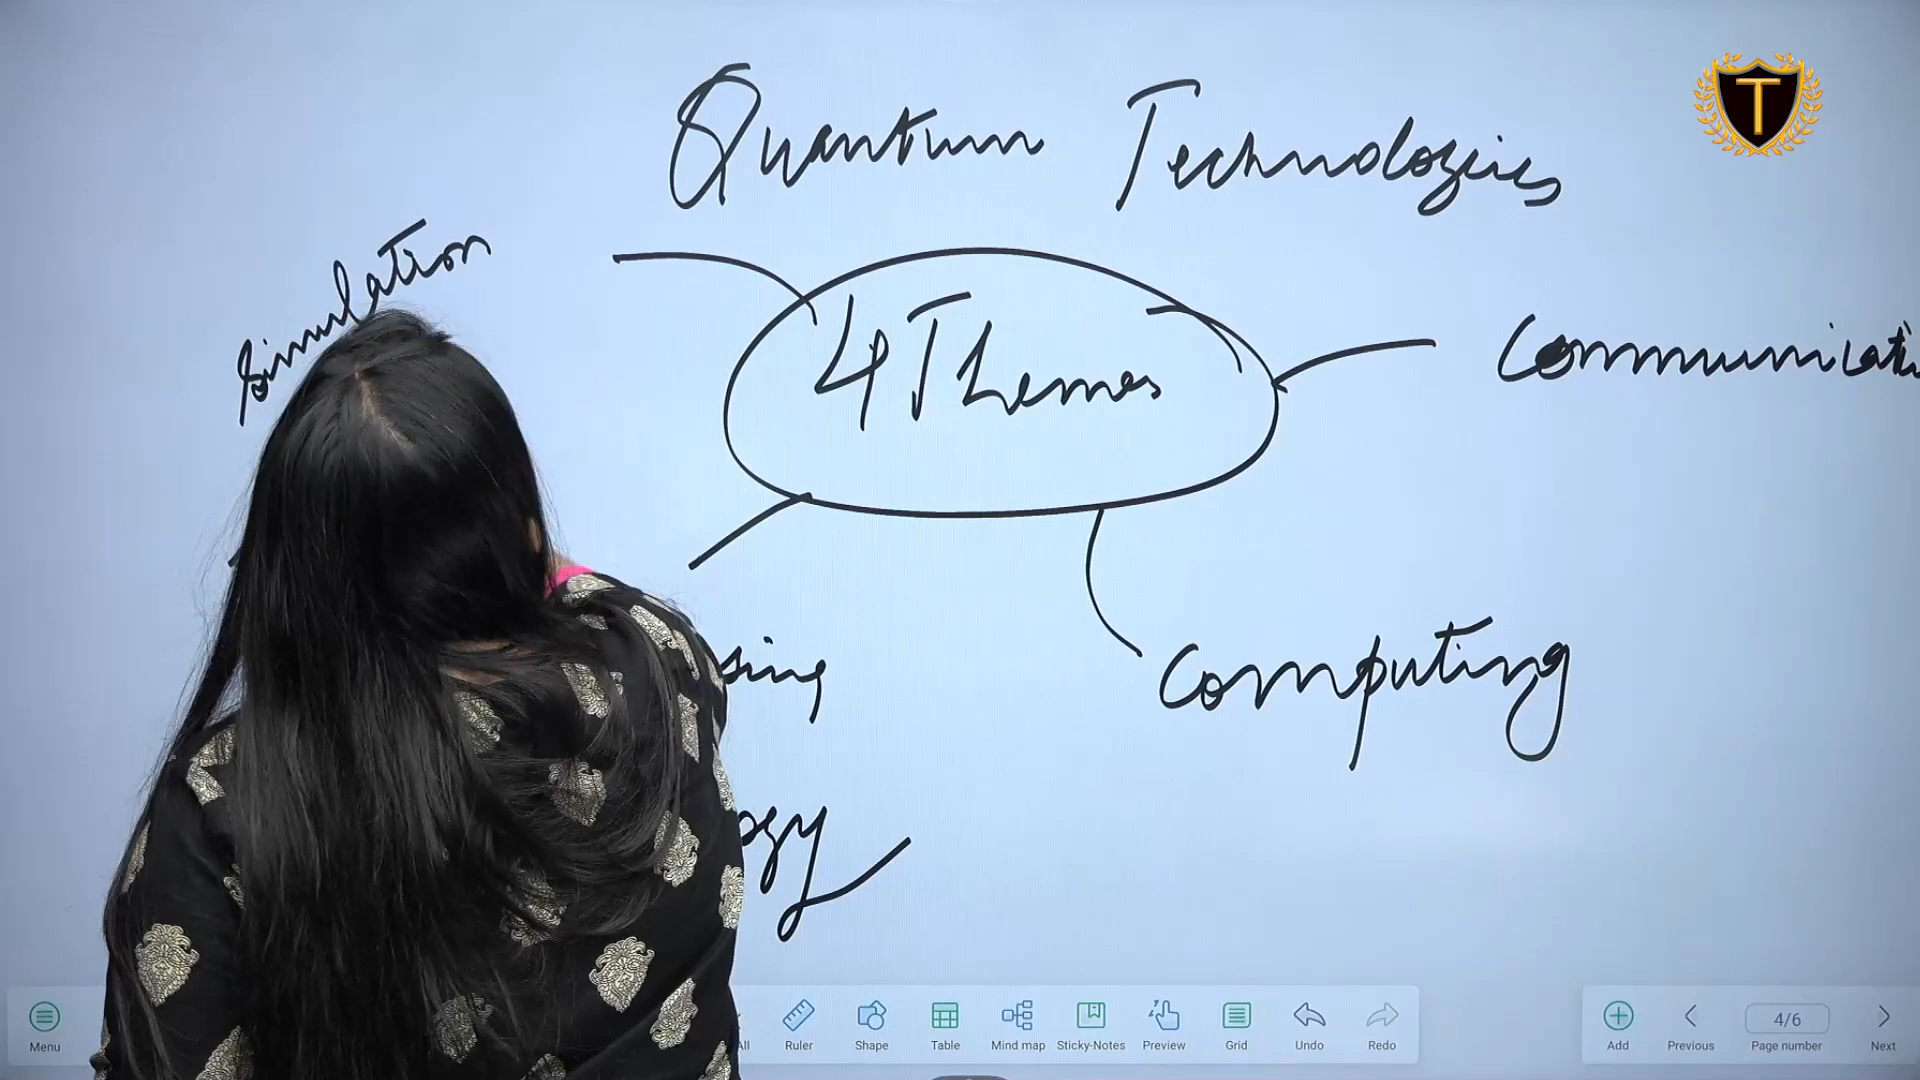 Quantum Technologies
T
Simulation
4 Themes
Communicati
sing
Computing
ogy
Menu
All
Ruler
Shape
Table
Mind map
Sticky-Notes
Preview
Grid
Undo
Redo
Add
Previous
4/6
Page number
Next